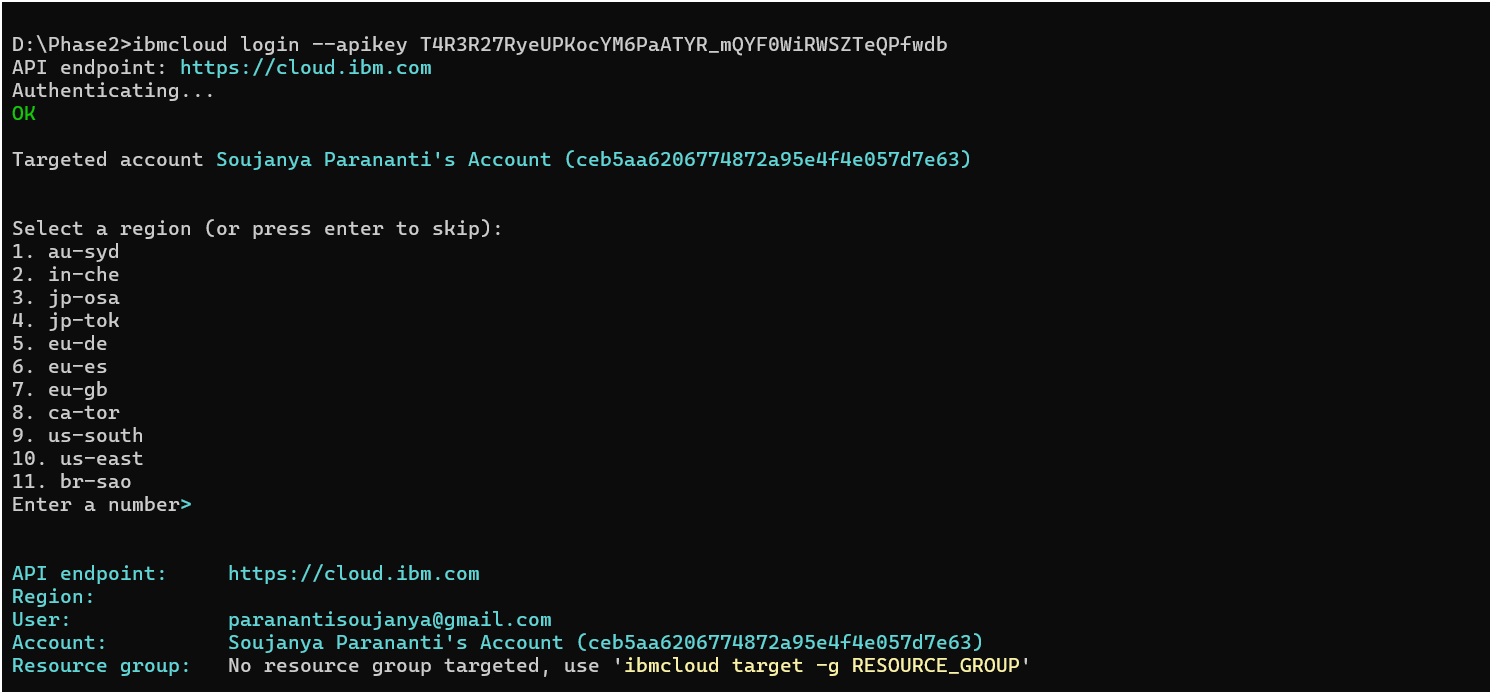 D:\Phase2>ibmcloud login --apikey T4R3R27RyeUPKocYM6PaATYR_mQYF0WiRWSZTeQPfwdb
API endpoint: https://cloud.ibm.com
Authenticating...
OK
Targeted account Soujanya Parananti's Account (ceb5aa6206774872a95e4f4e057d7e63)
Select a region (or press enter to skip):
1. au-syd
2. in-che
3. jp-osa
4. jp-tok
5. eu-de
6. eu-es
7. eu-gb
8. ca-tor
9. us-south
10. us-east
11. br-sao
Enter a number>
API endpoint: https://cloud.ibm.com
Region:
User: paranantisoujanya@gmail.com
Account: Soujanya Parananti's Account (ceb5aa6206774872a95e4f4e057d7e63)
Resource group: No resource group targeted, use 'ibmcloud target -g RESOURCE_GROUP'